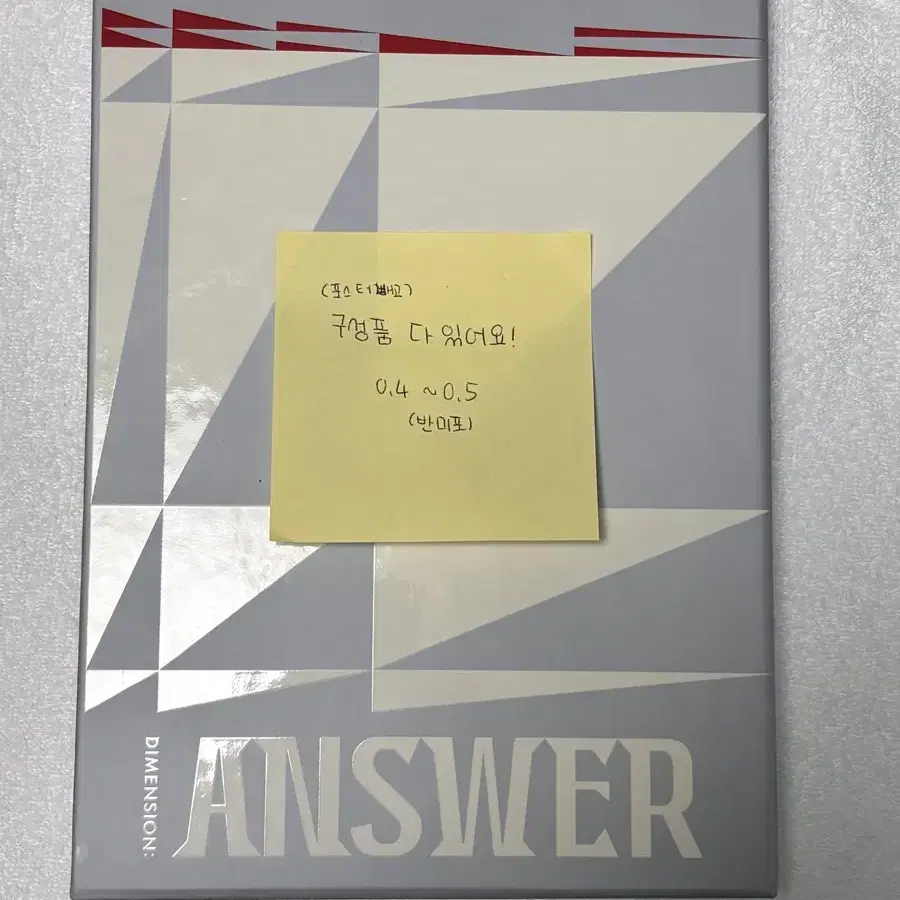 (포스터빼고)
구성품 다 있어요!
0.4 ~0.5
(반미포)
DIMENSION:
ANSWER